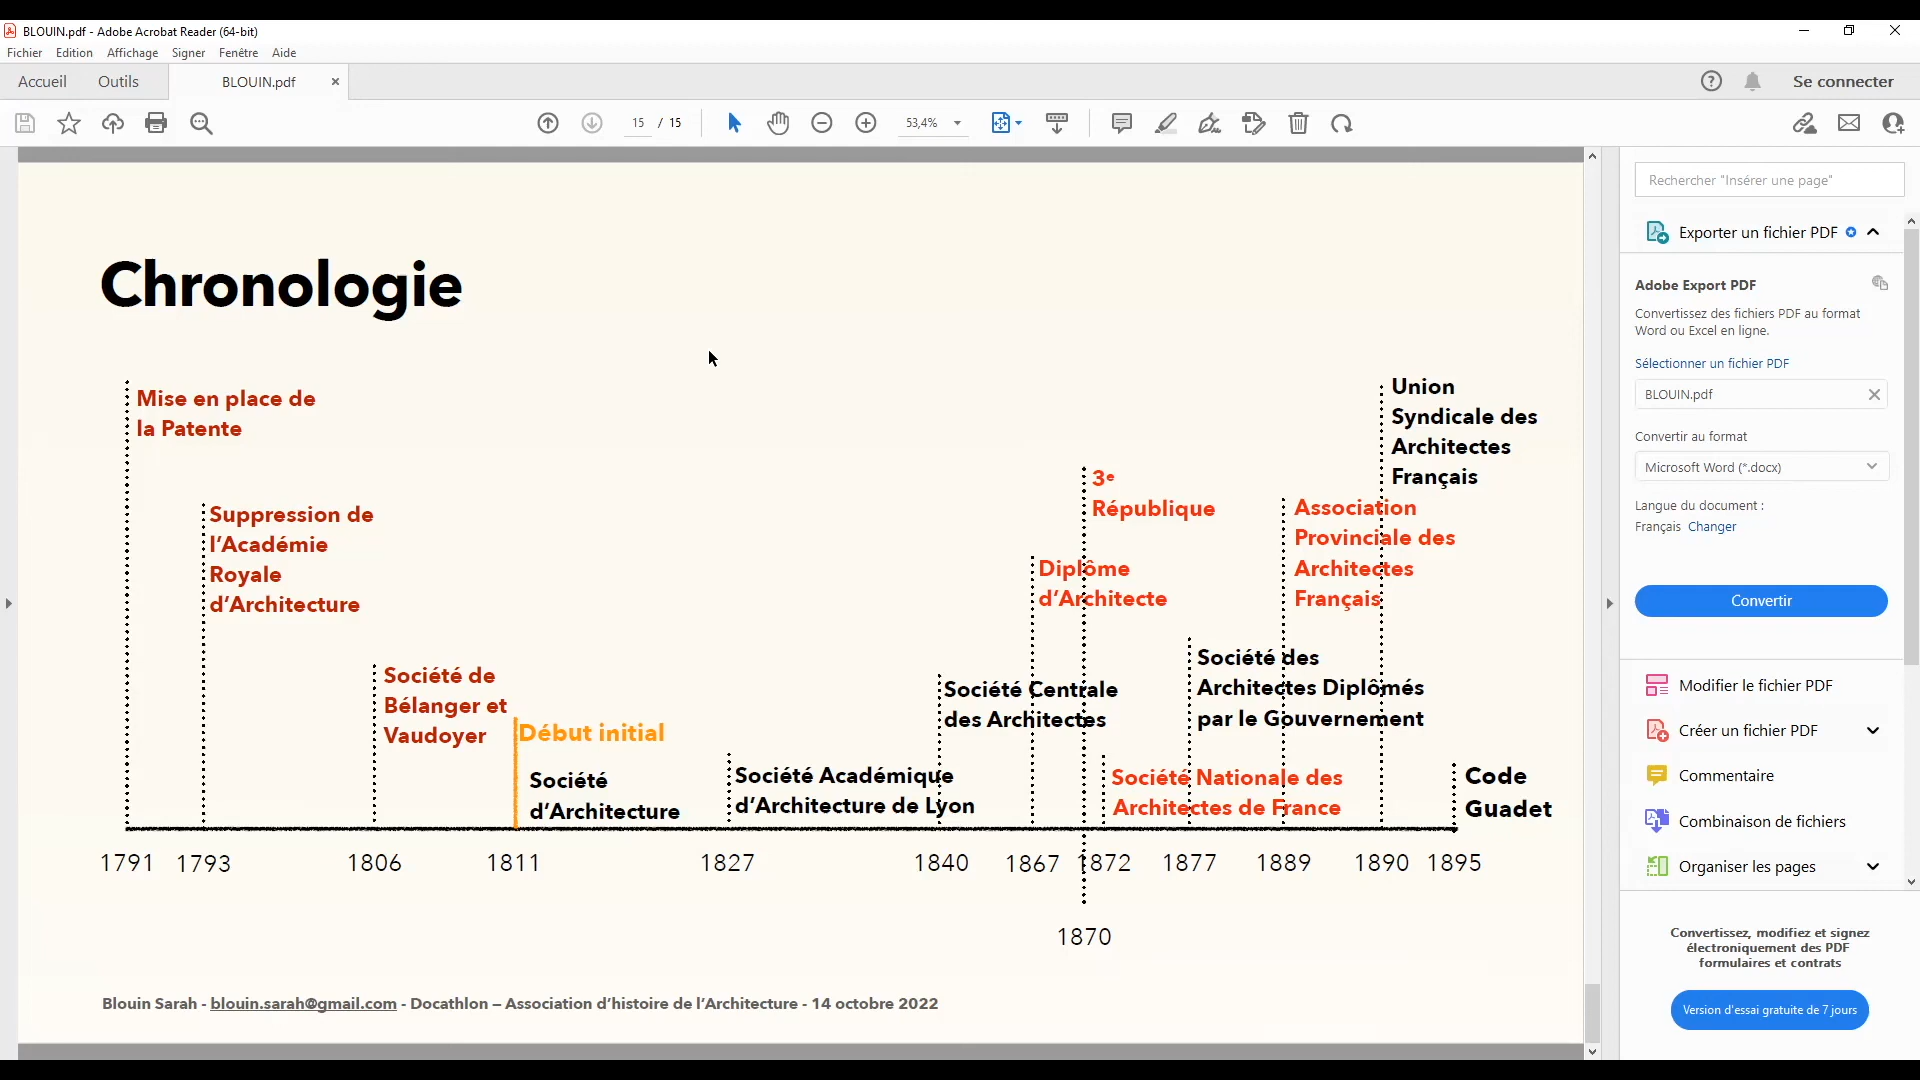 BLOUIN.pdf - Adobe Acrobat Reader (64-bit)
Fichier Edition Affichage Signer Fenêtre Aide
Accueil Outils BLOUIN.pdf × Se connecter
15 / 15 53,4%
Rechercher "Insérer une page"
Exporter un fichier PDF
Adobe Export PDF
Convertissez des fichiers PDF au format
Word ou Excel en ligne.
Sélectionner un fichier PDF
BLOUIN.pdf
Convertir au format
Microsoft Word (*.docx)
Langue du document :
Français Changer
Convertir
Modifier le fichier PDF
Créer un fichier PDF
Commentaire
Combinaison de fichiers
Organiser les pages
Convertissez, modifiez et signez
électroniquement des PDF
formulaires et contrats
Version d'essai gratuite de 7 jours
Chronologie
Mise en place de
la Patente
Suppression de
l'Académie
Royale
d'Architecture
Société de
Bélanger et
Vaudoyer
Début initial
Société
d'Architecture
Société Académique
d'Architecture de Lyon
Société Centrale
des Architectes
Diplôme
d'Architecte
3e
République
Société Nationale des
Architectes de France
Société des
Architectes Diplômés
par le Gouvernement
Association
Provinciale des
Architectes
Français
Union
Syndicale des
Architectes
Français
Code
Guadet
1791 1793 1806 1811 1827 1840 1867 1872 1877 1889 1890 1895
1870
Blouin Sarah - blouin.sarah@gmail.com - Docathlon – Association d'histoire de l'Architecture - 14 octobre 2022